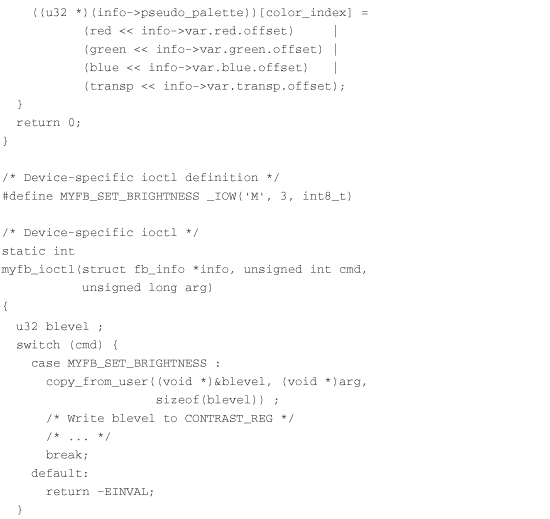 ((u32 *)(info->pseudo_palette))[color_index] =
(red << info->var.red.offset) |
(green << info->var.green.offset) |
(blue << info->var.blue.offset) |
(transp << info->var.transp.offset);
}
return 0;
}
/* Device-specific ioctl definition */
#define MYFB_SET_BRIGHTNESS _IOW('M', 3, int8_t)
/* Device-specific ioctl */
static int
myfb_ioctl(struct fb_info *info, unsigned int cmd,
unsigned long arg)
{
u32 blevel ;
switch (cmd) {
case MYFB_SET_BRIGHTNESS :
copy_from_user((void *)&blevel, (void *)arg,
sizeof(blevel)) ;
/* Write blevel to CONTRAST_REG */
/* ... */
break;
default:
return -EINVAL;
}